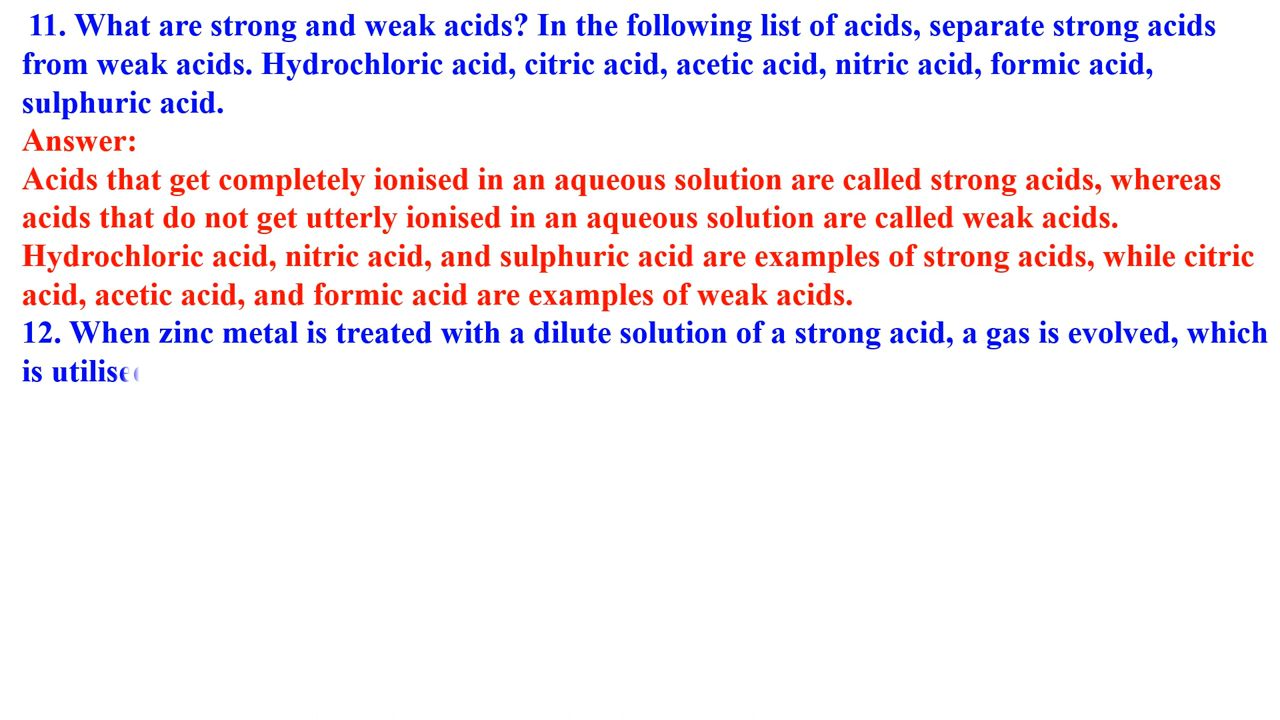 11. What are strong and weak acids? In the following list of acids, separate strong acids
from weak acids. Hydrochloric acid, citric acid, acetic acid, nitric acid, formic acid,
sulphuric acid.
Answer:
Acids that get completely ionised in an aqueous solution are called strong acids, whereas
acids that do not get utterly ionised in an aqueous solution are called weak acids.
Hydrochloric acid, nitric acid, and sulphuric acid are examples of strong acids, while citric
acid, acetic acid, and formic acid are examples of weak acids.
12. When zinc metal is treated with a dilute solution of a strong acid, a gas is evolved, which
is